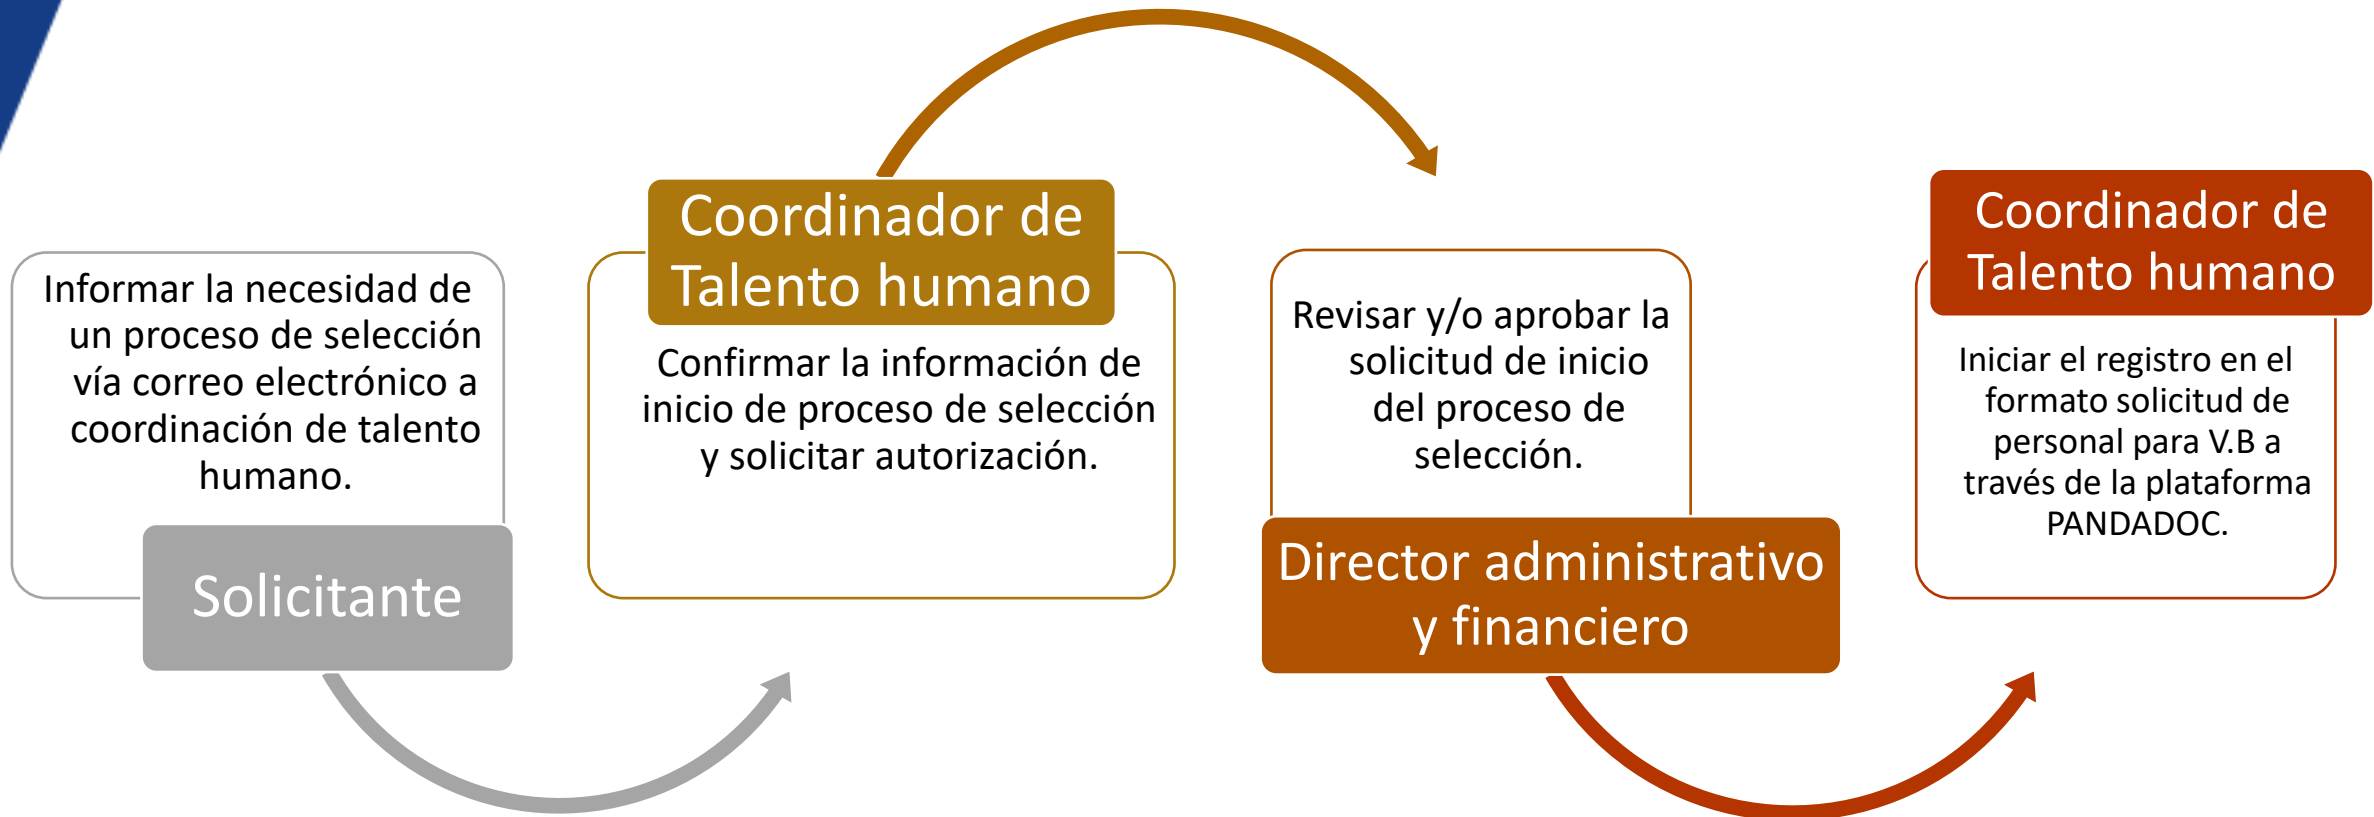 Informar la necesidad de
un proceso de selección
vía correo electrónico a
coordinación de talento
humano.
Solicitante
Coordinador de
Talento humano
Confirmar la información de
inicio de proceso de selección
y solicitar autorización.
Revisar y/o aprobar la
solicitud de inicio
del proceso de
selección.
Director administrativo
y financiero
Coordinador de
Talento humano
Iniciar el registro en el
formato solicitud de
personal para V.B a
través de la plataforma
PANDADOC.